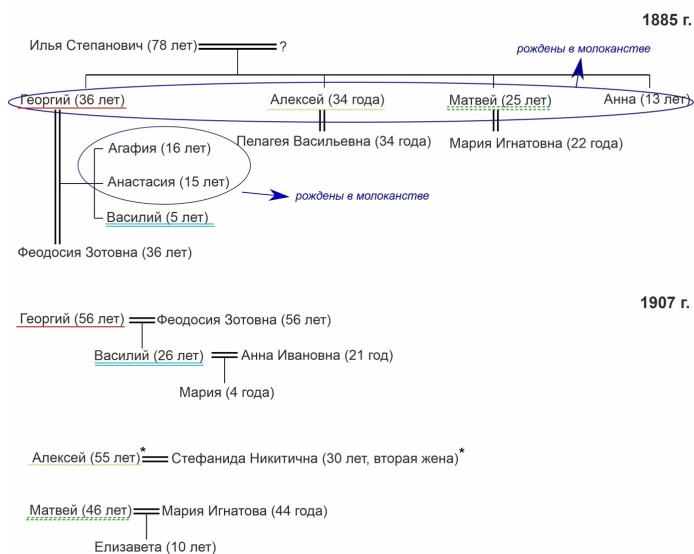 1885 г.
Илья Степанович (78 лет) ?
рождены в молоканстве
Георгий (36 лет) Алексей (34 года) Матвей (25 лет) Анна (13 лет)
Пелагея Васильевна (34 года) Мария Игнатовна (22 года)
Агафия (16 лет)
Анастасия (15 лет)
рождены в молоканстве
Василий (5 лет)
Феодосия Зотовна (36 лет)
1907 г.
Георгий (56 лет) Феодосия Зотовна (56 лет)
Василий (26 лет) Анна Ивановна (21 год)
Мария (4 года)
Алексей (55 лет)* Стефанида Никитична (30 лет, вторая жена)*
Матвей (46 лет) Мария Игнатова (44 года)
Елизавета (10 лет)